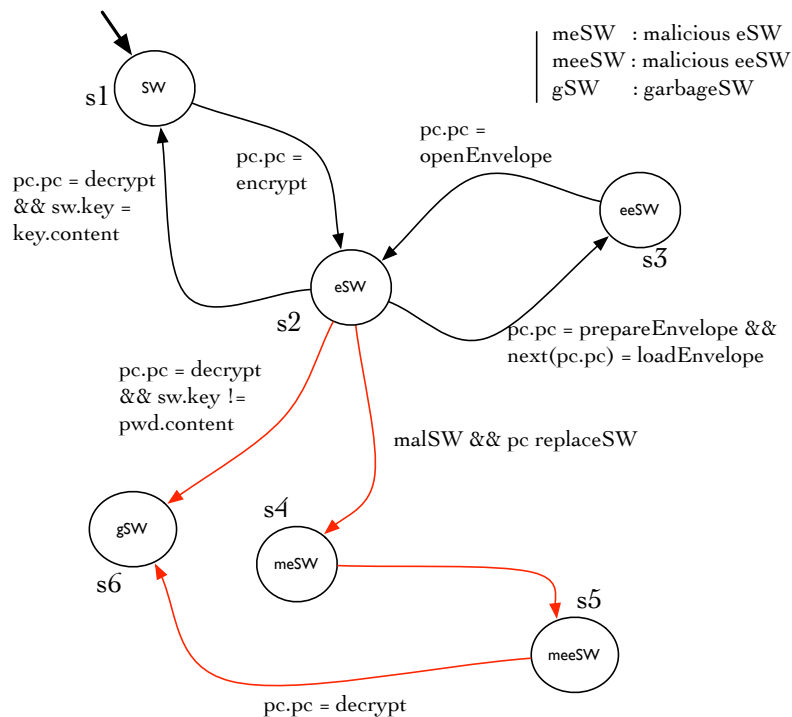 meSW : malicious eSW
meeSW : malicious eeSW
gSW : garbageSW
SW
s1
pc.pc =
encrypt
pc.pc =
openEnvelope
pc.pc = decrypt
&& sw.key =
key.content
eeSW
s3
eSW
s2
pc.pc = prepareEnvelope &&
next(pc.pc) = loadEnvelope
pc.pc = decrypt
&& sw.key !=
pwd.content
malSW && pc replaceSW
s4
gSW
s6
meSW
s5
meeSW
pc.pc = decrypt